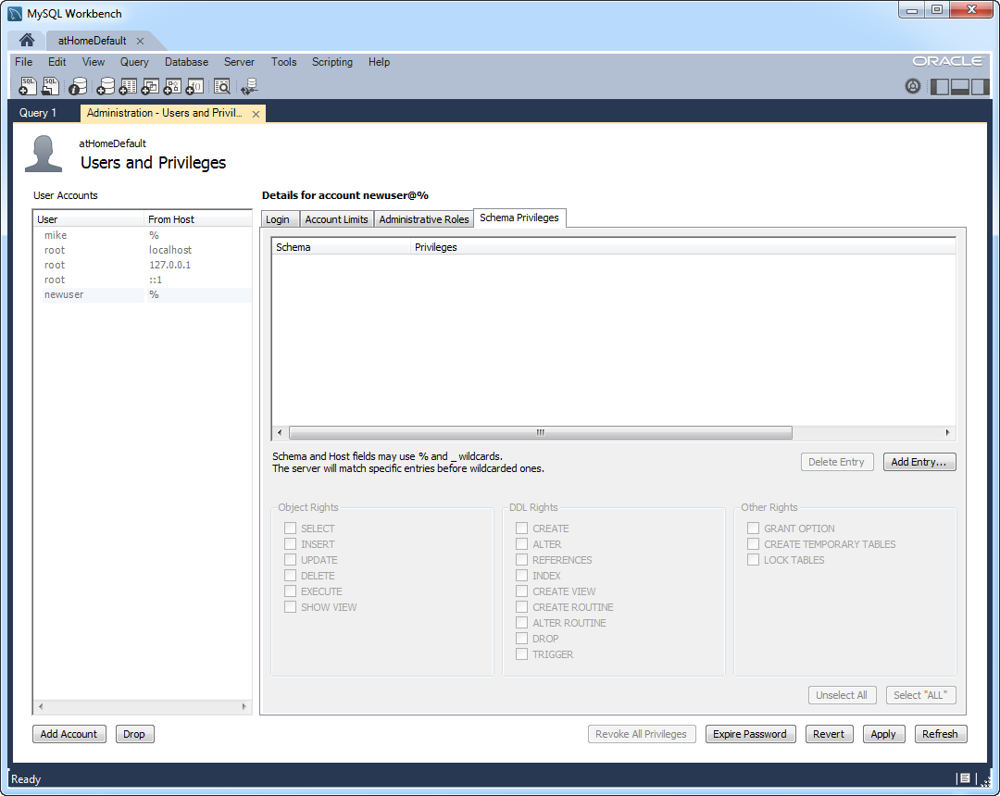 MySQL Workbench
atHomeDefault
File Edit View Query Database Server Tools Scripting Help
ORACLE
SQL SQL
Query 1 Administration - Users and Privil...
atHomeDefault
Users and Privileges
User Accounts
User From Host
mike %
root localhost
root 127.0.0.1
root ::1
newuser %
Details for account newuser@%
Login Account Limits Administrative Roles Schema Privileges
Schema Privileges
Schema and Host fields may use % and _ wildcards.
The server will match specific entries before wildcarded ones.
Delete Entry Add Entry...
Object Rights
SELECT
INSERT
UPDATE
DELETE
EXECUTE
SHOW VIEW
DDL Rights
CREATE
ALTER
REFERENCES
INDEX
CREATE VIEW
CREATE ROUTINE
ALTER ROUTINE
DROP
TRIGGER
Other Rights
GRANT OPTION
CREATE TEMPORARY TABLES
LOCK TABLES
Unselect All Select "ALL"
Add Account Drop Revoke All Privileges Expire Password Revert Apply Refresh
Ready